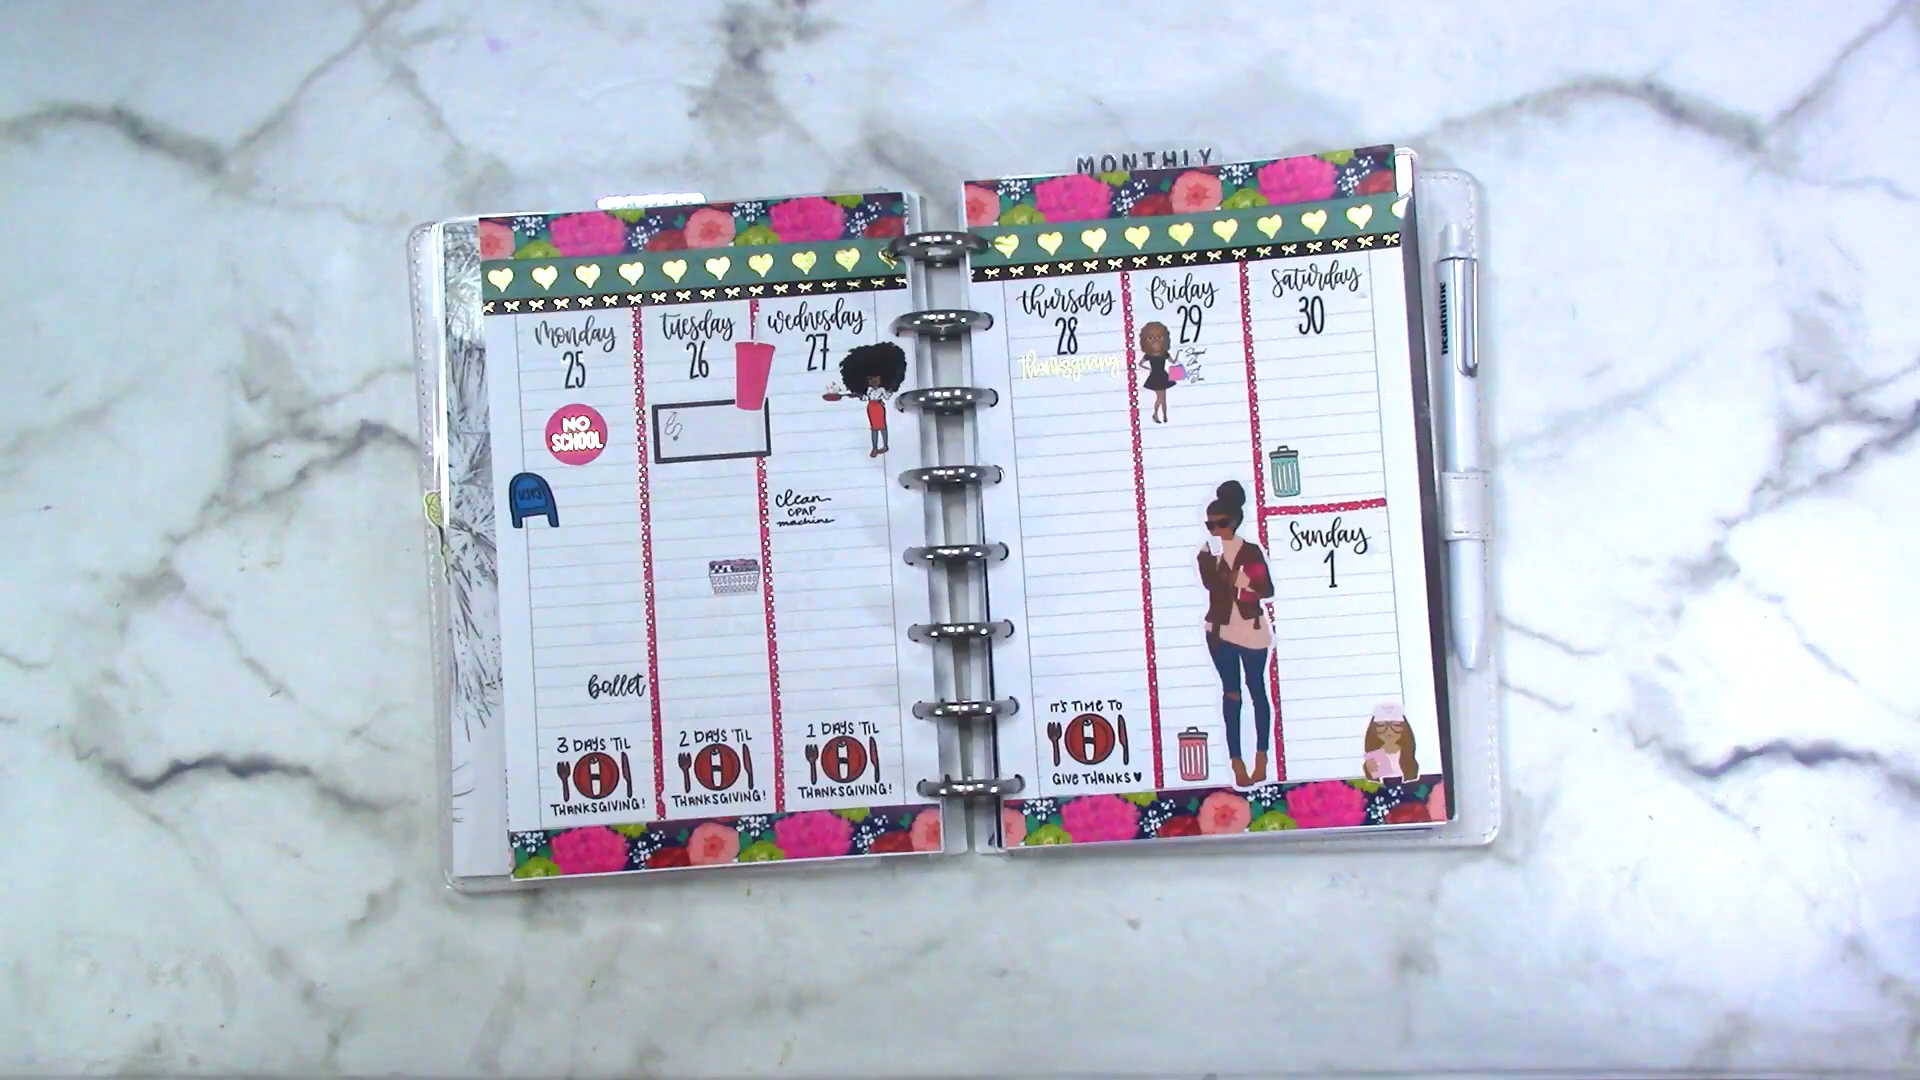 MONTHLY
monday
25
NO
SCHOOL
USPS
ballet
3 DAYS 'TIL
THANKSGIVING!
tuesday
26
2 DAYS 'TIL
THANKSGIVING!
wednesday
27
clean
CPAP
machine
1 DAYS 'TIL
THANKSGIVING!
thursday
28
thanksgiving
IT'S TIME TO
GIVE THANKS
friday
29
saturday
30
Sunday
1
healthline